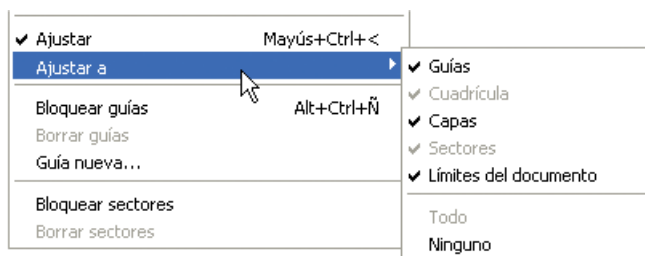 Ajustar Mayús+Ctrl+<
Ajustar a
Bloquear guías Alt+Ctrl+Ñ
Borrar guías
Guía nueva...
Bloquear sectores
Borrar sectores
Guías
Cuadrícula
Capas
Sectores
Límites del documento
Todo
Ninguno